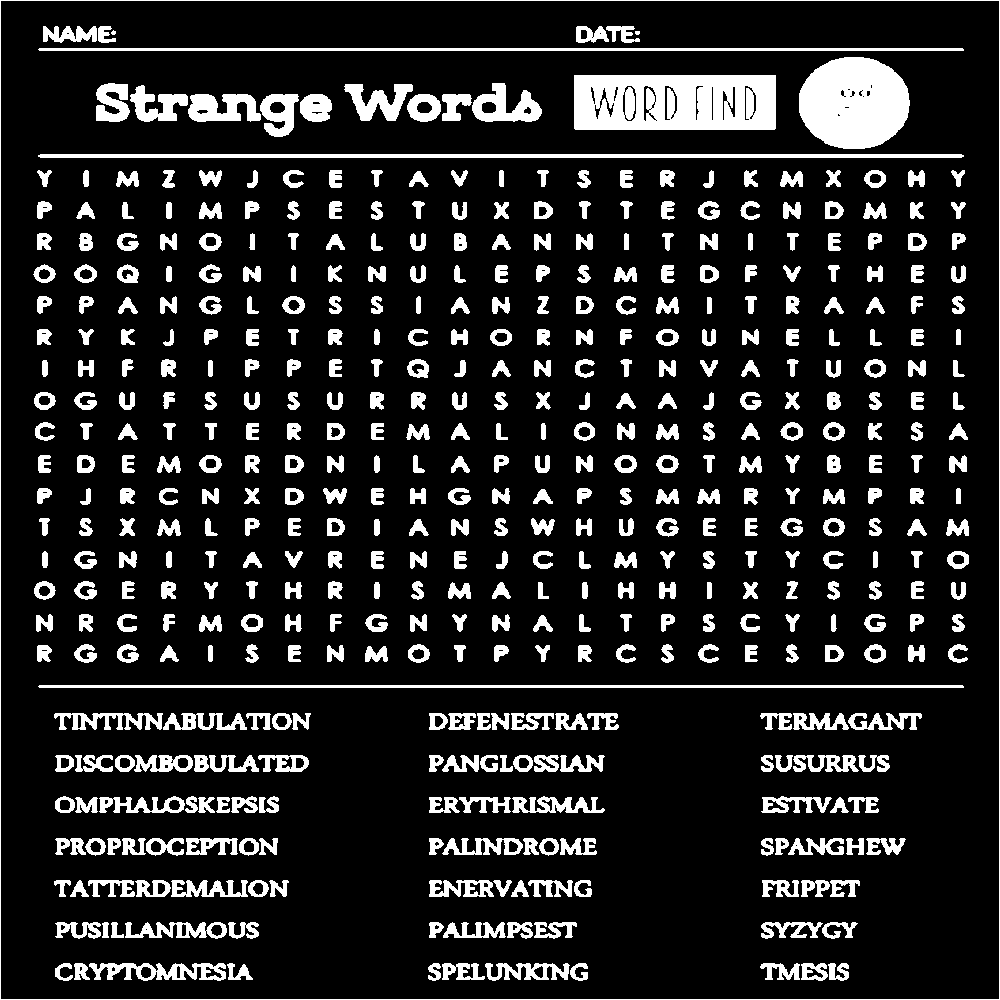 NAME: DATE:
Strange Words WORD FIND
Y I M Z W J C E T A V I T S E R J K M X O H Y
P A L I M P S E S T U X D T T E G C N D M K Y
R B G N O I T A L U B A N N I T N I T E P D P
O O Q I G N I K N U L E P S M E D F V T H E U
P P A N G L O S S I A N Z D C M I T R A A F S
R Y K J P E T R I C H O R N F O U N E L L E I
I H F R I P P E T Q J A N C T N V A T U O N L
O G U F S U S U R R U S X J A A J G X B S E L
C T A T T E R D E M A L I O N M S A O O K S A
E D E M O R D N I L A P U N O O T M Y B E T N
P J R C N X D W E H G N A P S M M R Y M P R I
T S X M L P E D I A N S W H U G E E G O S A M
I G N I T A V R E N E J C L M Y S T Y C I T O
O G E R Y T H R I S M A L I H H I X Z S S E U
N R C F M O H F G N Y N A L T P S C Y I G P S
R G G A I S E N M O T P Y R C S C E S D O H C
TINTINNABULATION DEFENESTRATE TERMAGANT
DISCOMBOBULATED PANGLOSSIAN SUSURRUS
OMPHALOSKEPSIS ERYTHRISMAL ESTIVATE
PROPRIOCEPTION PALINDROME SPANGHEW
TATTERDEMALION ENERVATING FRIPPET
PUSILLANIMOUS PALIMPSEST SYZYGY
CRYPTOMNESIA SPELUNKING TMESIS